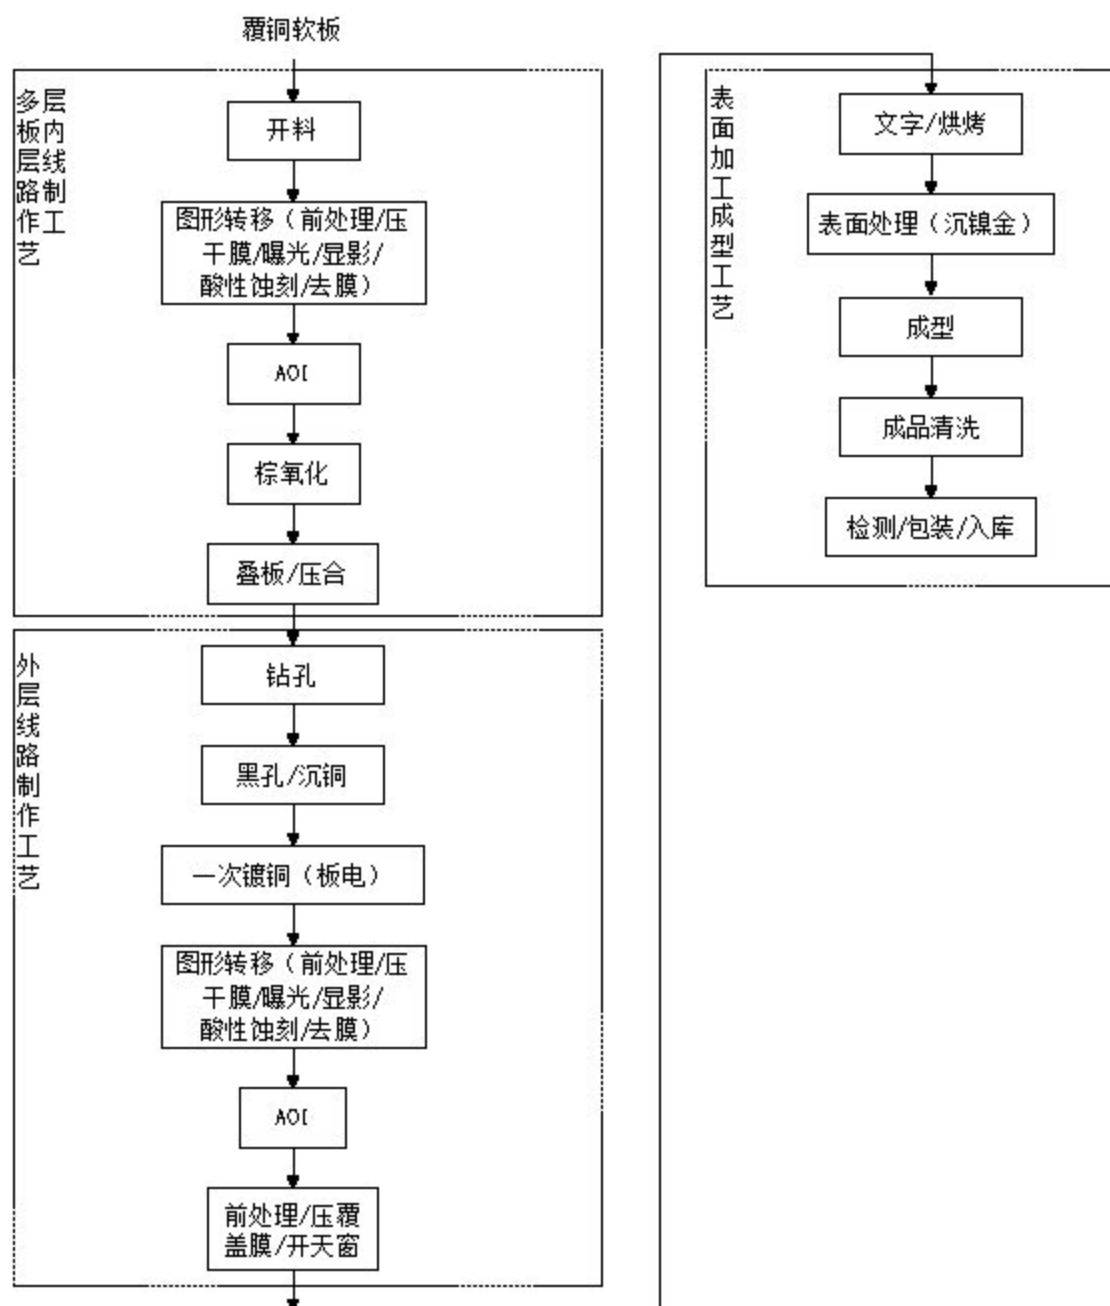 覆铜软板
多层板内层线路制作工艺
开料
图形转移（前处理/压
干膜/曝光/显影/
酸性蚀刻/去膜）
AOI
棕氧化
叠板/压合
外层线路制作工艺
钻孔
黑孔/沉铜
一次镀铜（板电）
图形转移（前处理/压
干膜/曝光/显影/
酸性蚀刻/去膜）
AOI
前处理/压覆
盖膜/开天窗
表面加工成型工艺
文字/烘烤
表面处理（沉镍金）
成型
成品清洗
检测/包装/入库